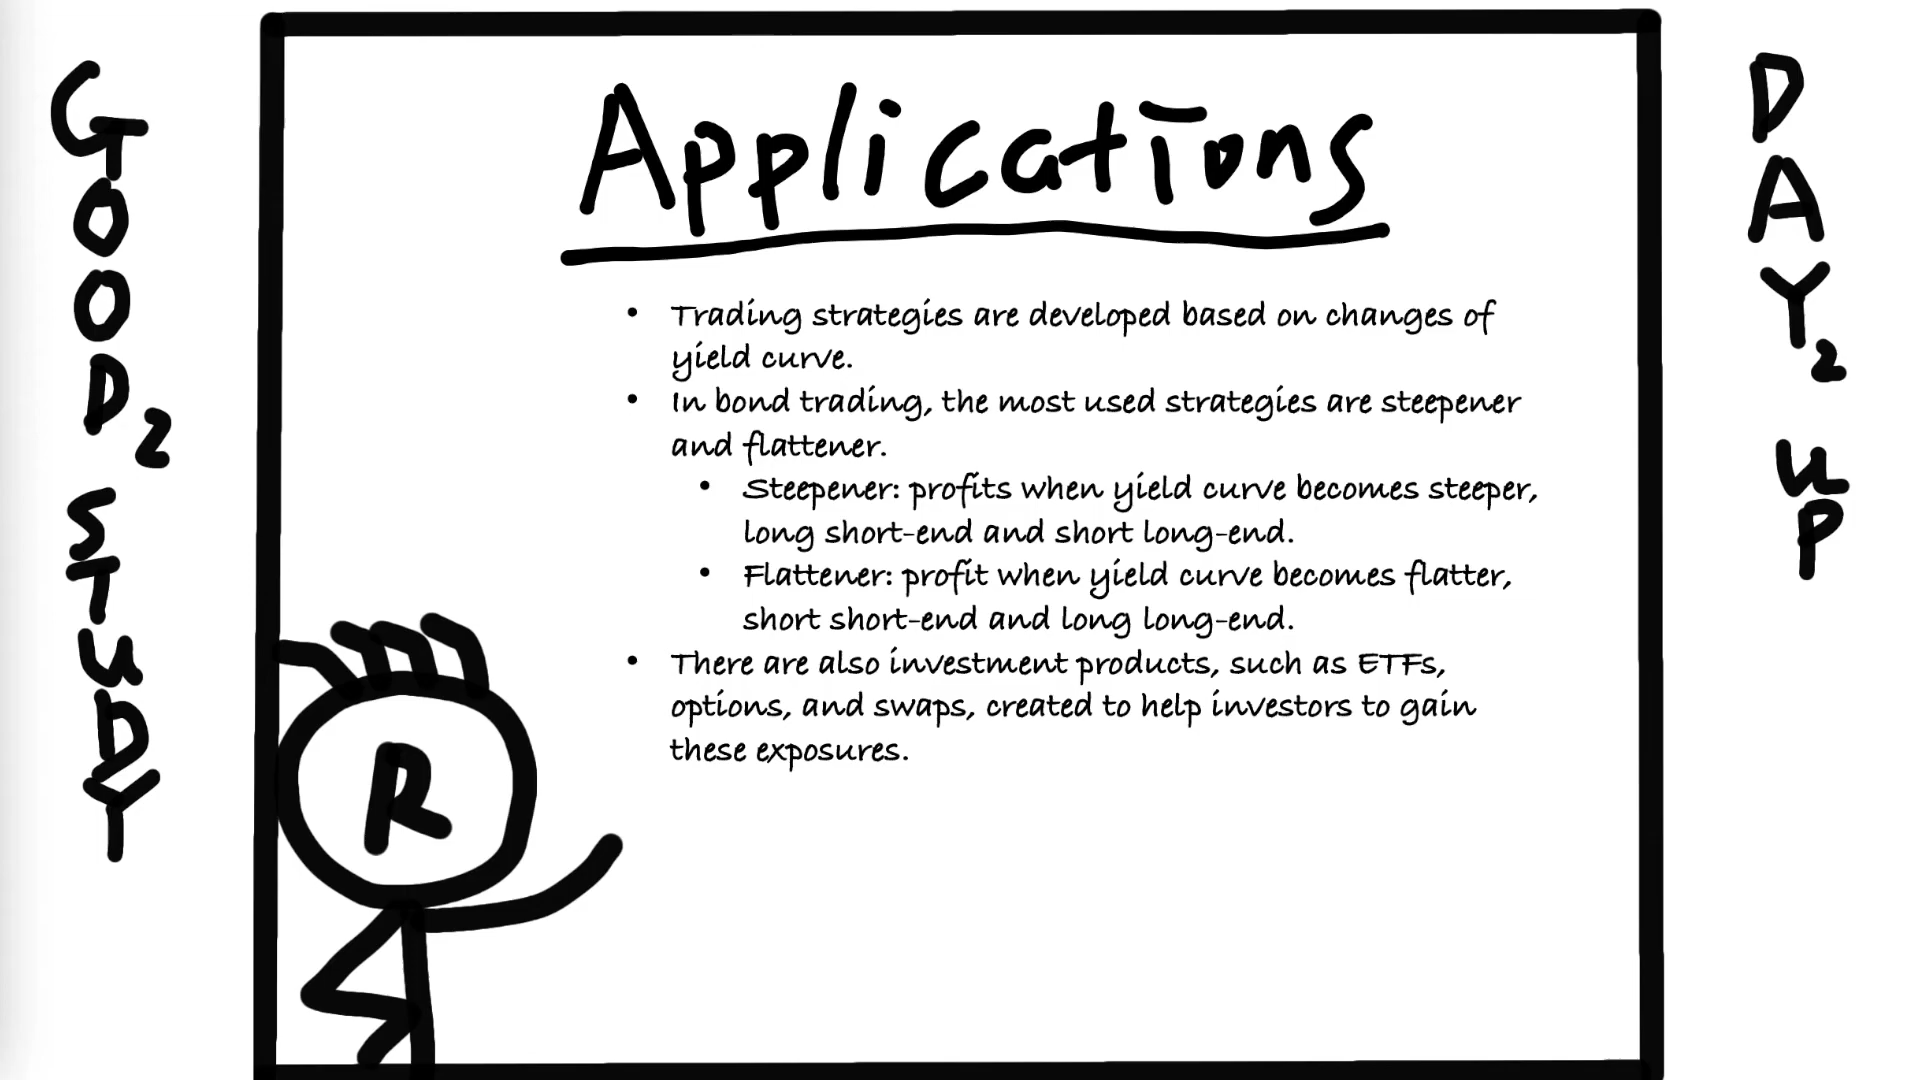 GOOD2 STUDY
Applications
• Trading strategies are developed based on changes of
yield curve.
• In bond trading, the most used strategies are steepener
and flattener.
• Steepener: profits when yield curve becomes steeper,
long short-end and short long-end.
• Flattener: profit when yield curve becomes flatter,
short short-end and long long-end.
• There are also investment products, such as ETFs,
options, and swaps, created to help investors to gain
these exposures.
R
DAY2 UP